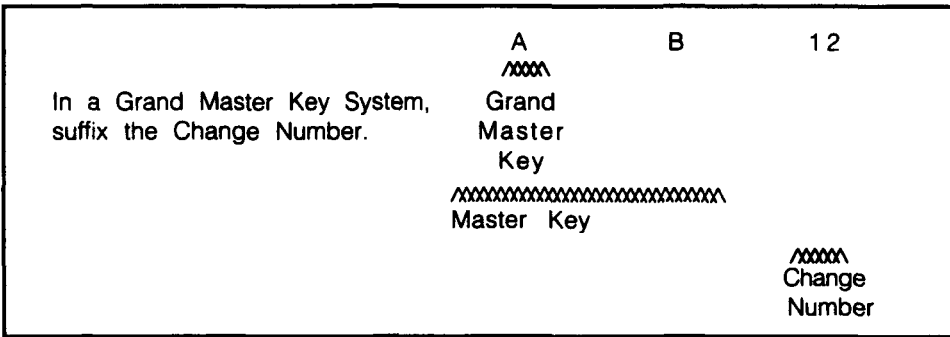 A B 12
In a Grand Master Key System, Grand
suffix the Change Number. Master
Key
Master Key
Change
Number